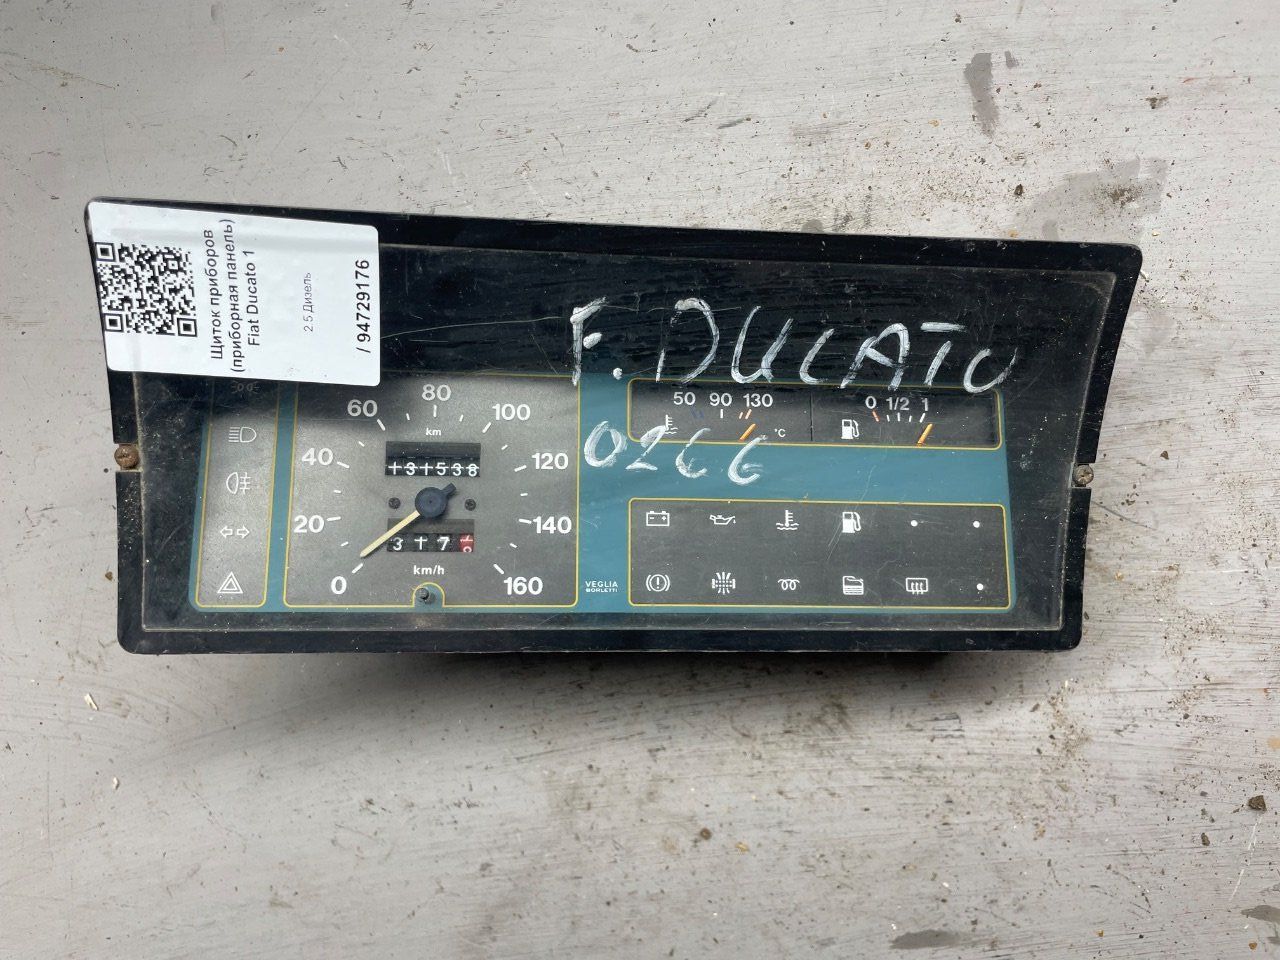 Щиток приборов
(приборная панель)
Fiat Ducato 1
2.5 Дизель
/ 94729176
F. DUCATO
0266
0
20
40
60
80
100
120
140
160
km
km/h
50 90 130
°C
0 1/2 1
VEGLIA
BORLETTI